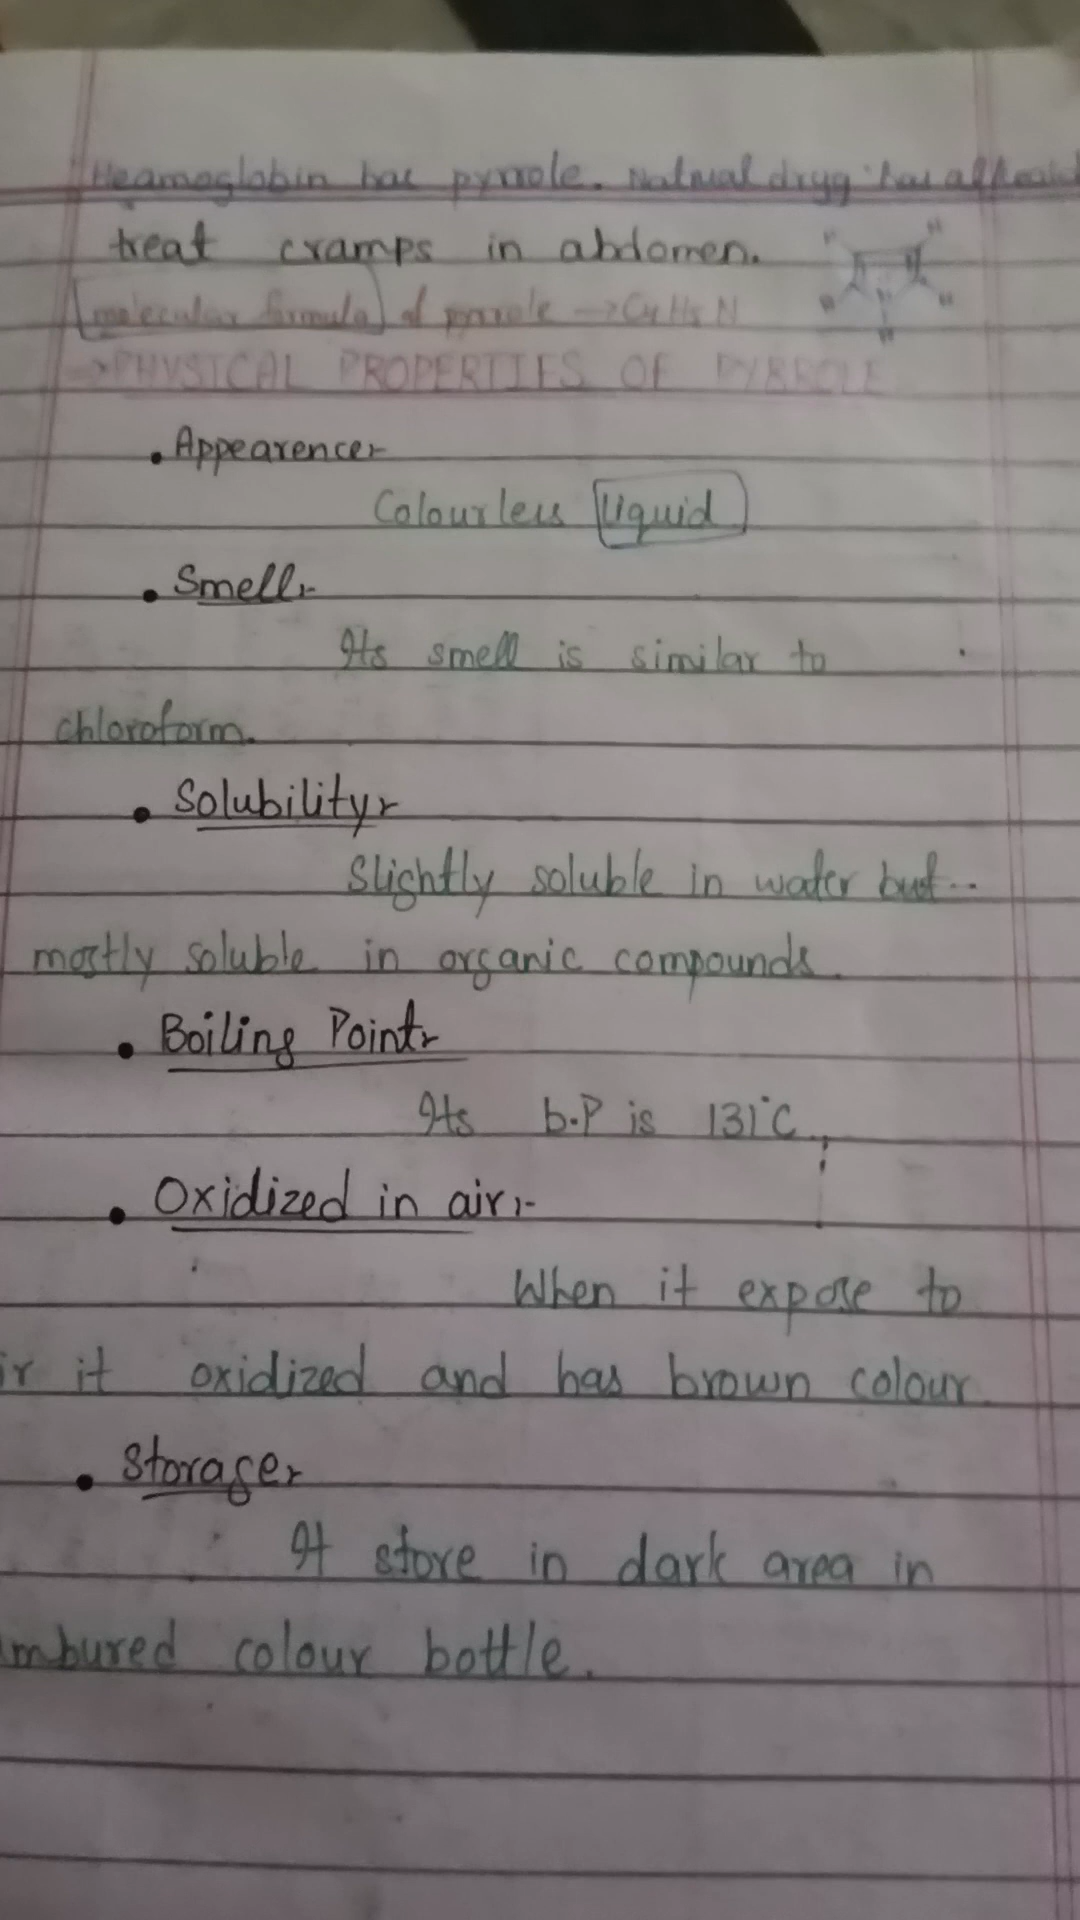 Heamoglobin has pyrrole. Natural drug has
treat cramps in abdomen.
molecular formula of pyrrole → C4H5N
→ PHYSICAL PROPERTIES OF PYRROLE
• Appearence:-
Colourless liquid
• Smell:-
Its smell is similar to
chloroform.
• Solubility:-
Slightly soluble in water but..
mostly soluble in organic compounds.
• Boiling Point:-
Its b.P is 131°C.
• Oxidized in air:-
When it expose to
ir it oxidized and has brown colour.
• Storage:-
It store in dark area in
mbured colour bottle.